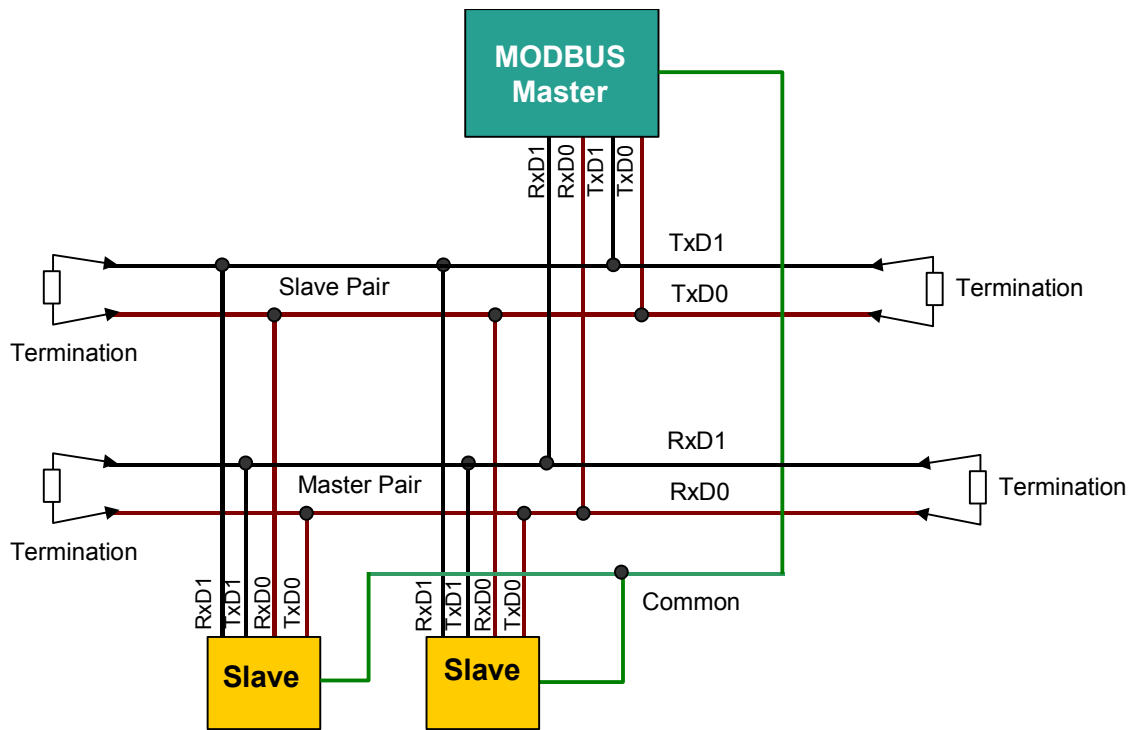 MODBUS
Master
RxD1
RxD0
TxD1
TxD0
TxD1
Slave Pair
TxD0
Termination
Termination
RxD1
Master Pair
RxD0
Termination
Termination
RxD1
TxD1
RxD0
TxD0
RxD1
TxD1
RxD0
TxD0
Common
Slave
Slave